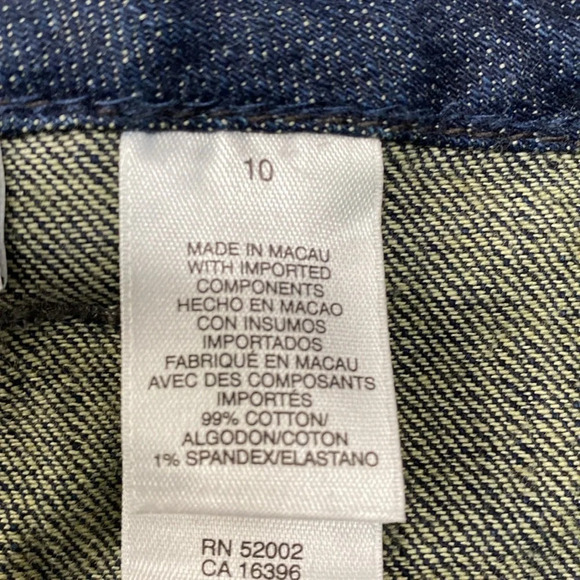 10
MADE IN MACAU
WITH IMPORTED
COMPONENTS
HECHO EN MACAO
CON INSUMOS
IMPORTADOS
FABRIQUÉ EN MACAU
AVEC DES COMPOSANTS
IMPORTÉS
99% COTTON/
ALGODON/COTON
1% SPANDEX/ELASTANO
RN 52002
CA 16396